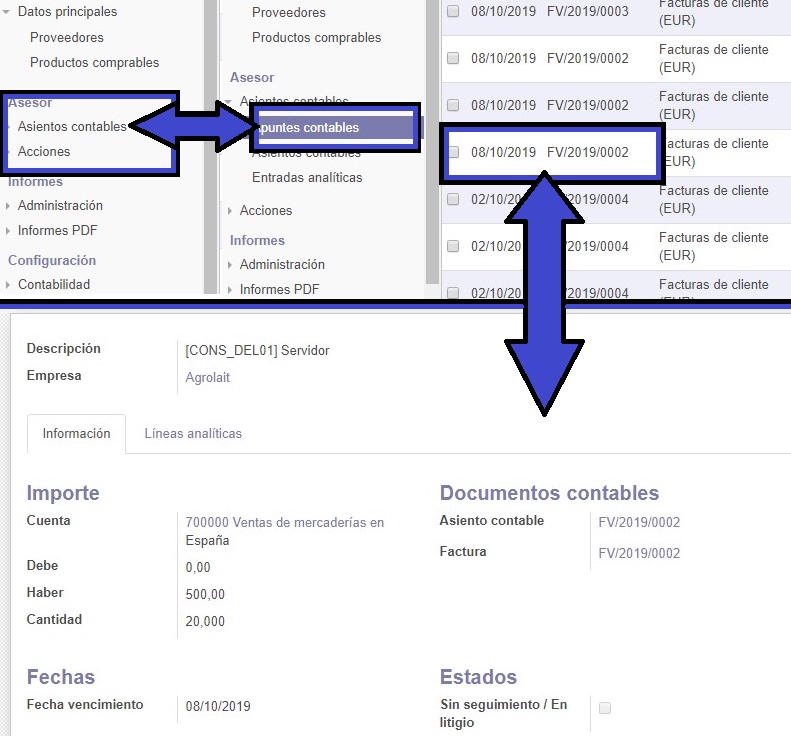 Datos principales
Proveedores
Productos comprables
Asesor
Asientos contables
Acciones
Informes
Administración
Informes PDF
Configuración
Contabilidad
Proveedores
Productos comprables
Asesor
Asientos contables
Apuntes contables
Asientos contables
Entradas analíticas
Acciones
Informes
Administración
Informes PDF
08/10/2019 FV/2019/0003 Facturas de cliente
(EUR)
08/10/2019 FV/2019/0002 Facturas de cliente
(EUR)
08/10/2019 FV/2019/0002 Facturas de cliente
(EUR)
08/10/2019 FV/2019/0002 Facturas de cliente
(EUR)
02/10/20 2019/0004 Facturas de cliente
(EUR)
02/10/20 2019/0004 Facturas de cliente
(EUR)
02/10/20 2019/0004 Facturas de cliente
(EUR)
Descripción [CONS_DEL01] Servidor
Empresa Agrolait
Información Líneas analíticas
Importe
Cuenta 700000 Ventas de mercaderías en
España
Debe 0,00
Haber 500,00
Cantidad 20,000
Documentos contables
Asiento contable FV/2019/0002
Factura FV/2019/0002
Fechas
Fecha vencimiento 08/10/2019
Estados
Sin seguimiento / En
litigio